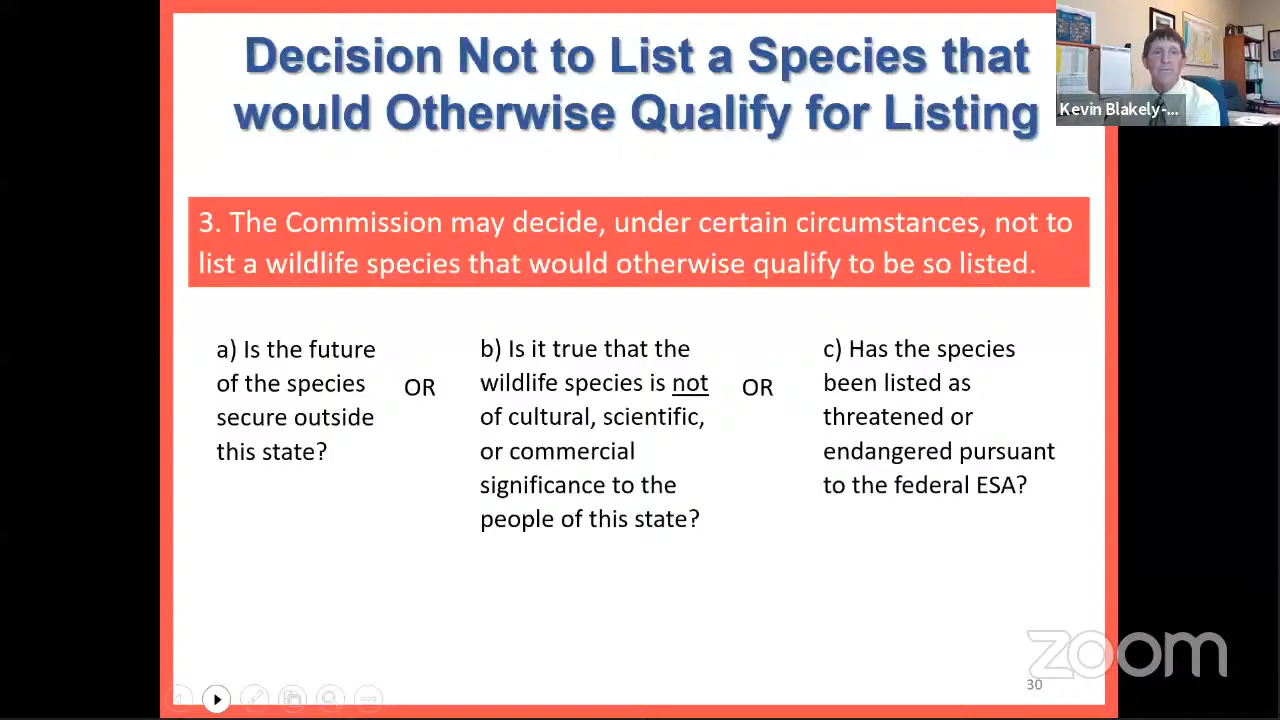 Decision Not to List a Species that
would Otherwise Qualify for Listing
Kevin Blakely-...
3. The Commission may decide, under certain circumstances, not to
list a wildlife species that would otherwise qualify to be so listed.
a) Is the future
of the species
secure outside
this state?
OR
b) Is it true that the
wildlife species is not
of cultural, scientific,
or commercial
significance to the
people of this state?
OR
c) Has the species
been listed as
threatened or
endangered pursuant
to the federal ESA?
zoom
30